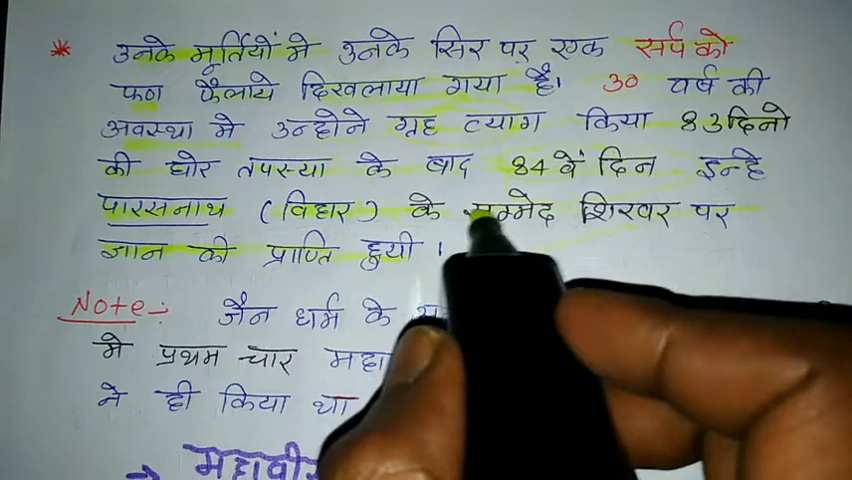 * उनके मूर्तियों मे उनके सिर पर एक सर्प को
फण फैलाये दिखलाया गया है। 30 वर्ष की
अवस्था मे उन्होने गृह त्याग किया 83 दिनो
की घोर तपस्या के बाद 84 वें दिन इन्हे
पारसनाथ (विहार) के सम्मेद शिखर पर
ज्ञान की प्राप्ति हुयी ।
Note:- जैन धर्म के
मे प्रथम चार महा
ने ही किया था
→ महावी